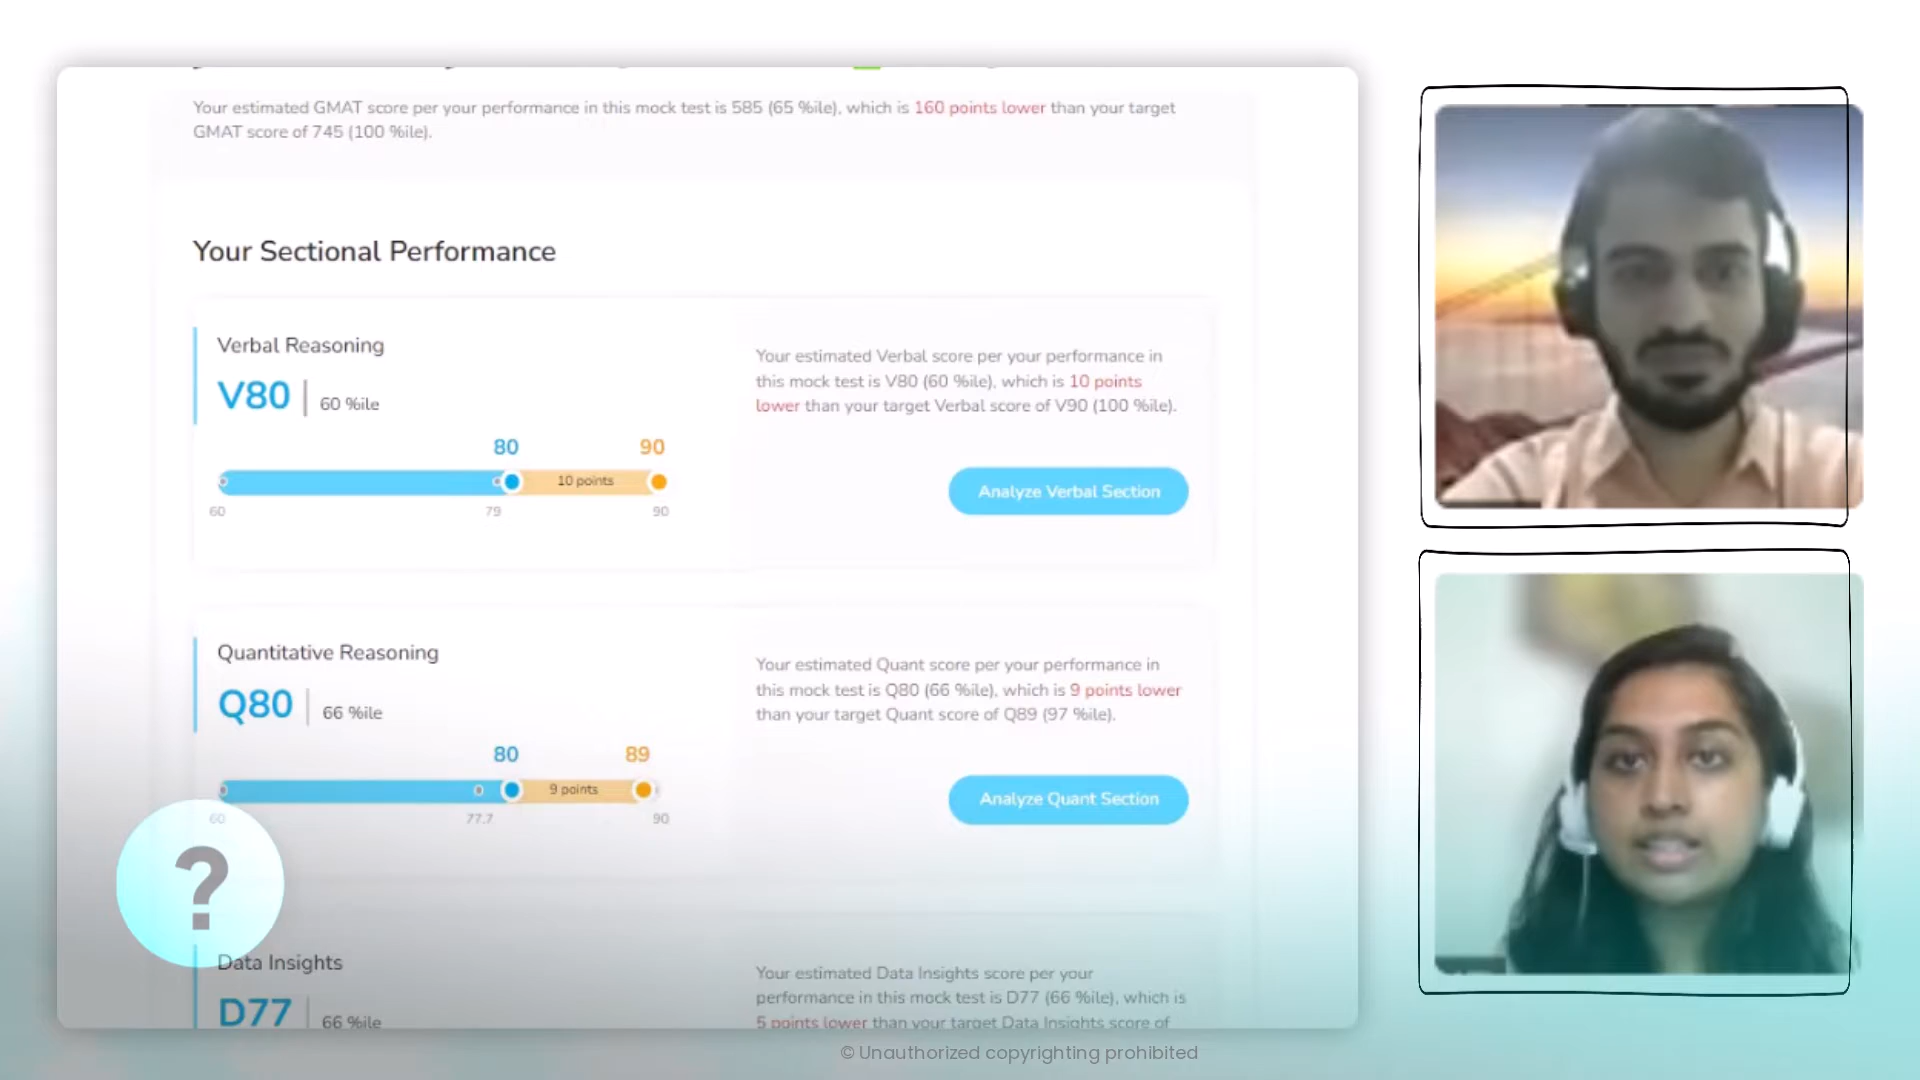 Your estimated GMAT score per your performance in this mock test is 585 (65 %ile), which is 160 points lower than your target
GMAT score of 745 (100 %ile).
Your Sectional Performance
Verbal Reasoning
V80 | 60 %ile
80 90
10 points
60 79 90
Your estimated Verbal score per your performance in
this mock test is V80 (60 %ile), which is 10 points
lower than your target Verbal score of V90 (100 %ile).
Analyze Verbal Section
Quantitative Reasoning
Q80 | 66 %ile
80 89
9 points
60 77.7 90
Your estimated Quant score per your performance in
this mock test is Q80 (66 %ile), which is 9 points lower
than your target Quant score of Q89 (97 %ile).
Analyze Quant Section
?
Data Insights
D77 | 66 %ile
Your estimated Data Insights score per your
performance in this mock test is D77 (66 %ile), which is
5 points lower than your target Data Insights score of
© Unauthorized copyrighting prohibited